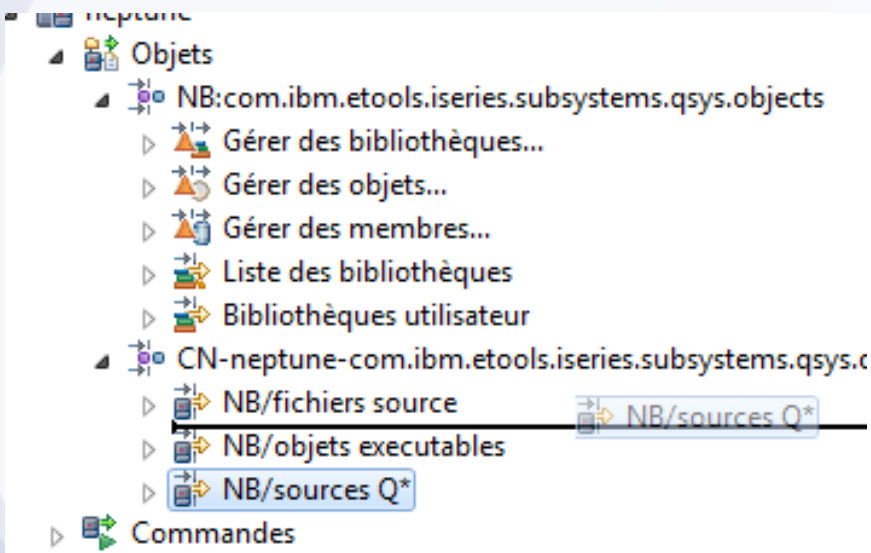 neptune
Objets
NB:com.ibm.etools.iseries.subsystems.qsys.objects
Gérer des bibliothèques...
Gérer des objets...
Gérer des membres...
Liste des bibliothèques
Bibliothèques utilisateur
CN-neptune-com.ibm.etools.iseries.subsystems.qsys.
NB/fichiers source
NB/sources Q*
NB/objets executables
NB/sources Q*
Commandes